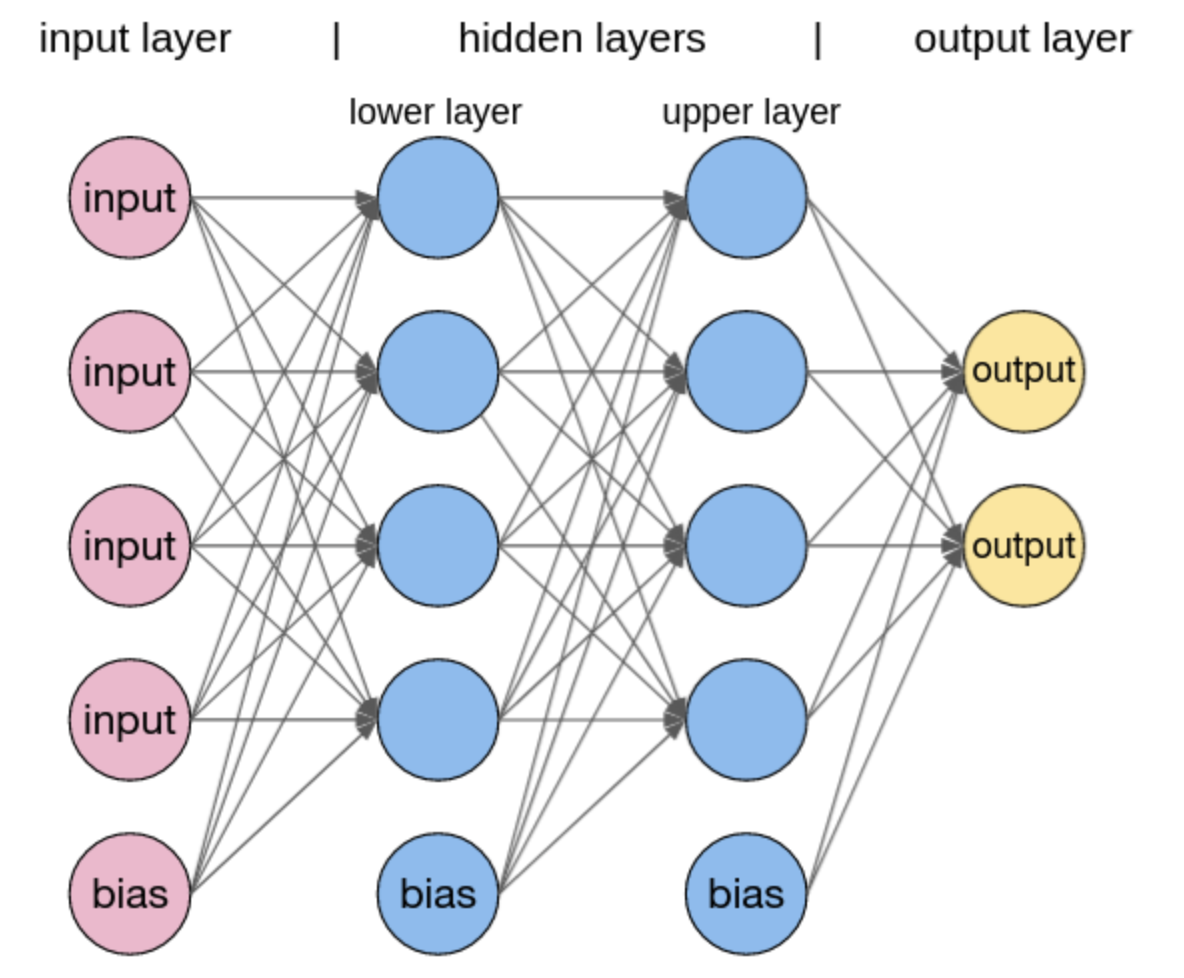 input layer | hidden layers | output layer
lower layer upper layer
input
input output
input output
input
bias bias bias